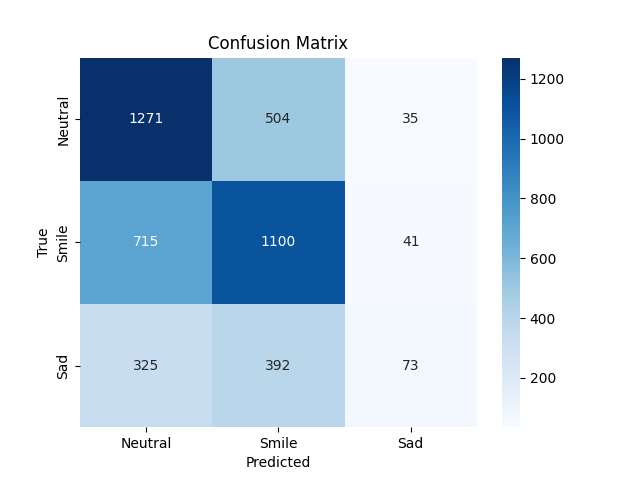 Confusion Matrix
Neutral 1271 504 35
Smile 715 1100 41
Sad 325 392 73
True
Neutral Smile Sad
Predicted
1200
1000
800
600
400
200